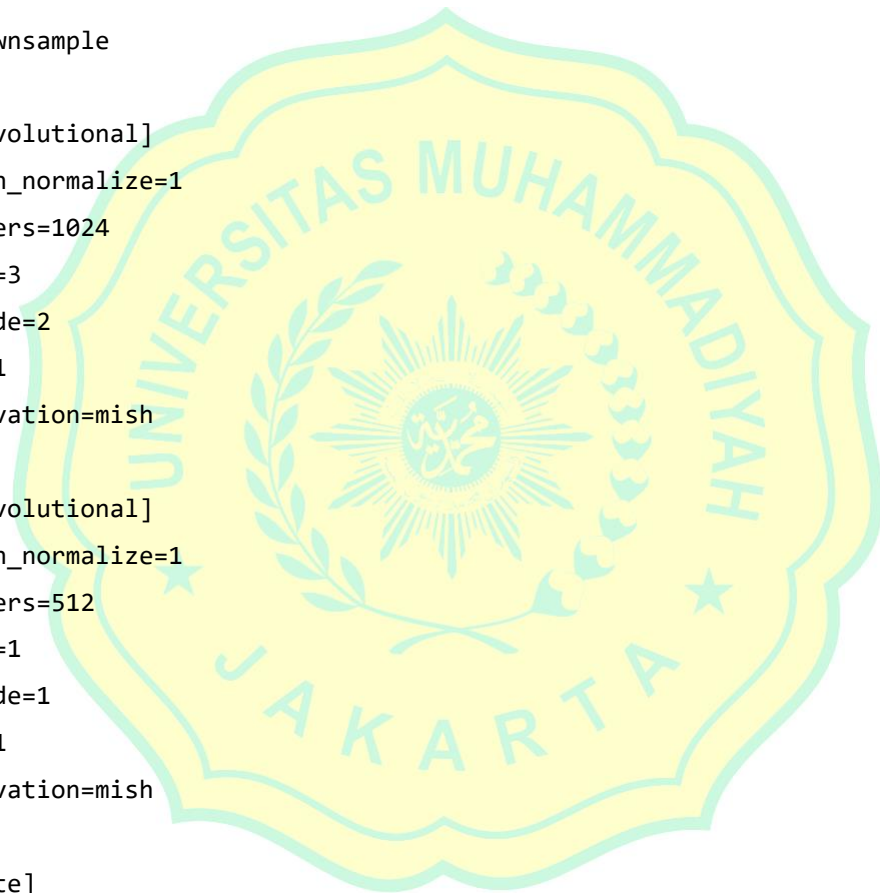 wnsample
volutional]
n_normalize=1
ers=1024
=3
de=2
1
vation=mish
volutional]
n_normalize=1
ers=512
=1
de=1
1
vation=mish
te]
UNIVERSITAS MUHAMMADIYAH
JAKARTA